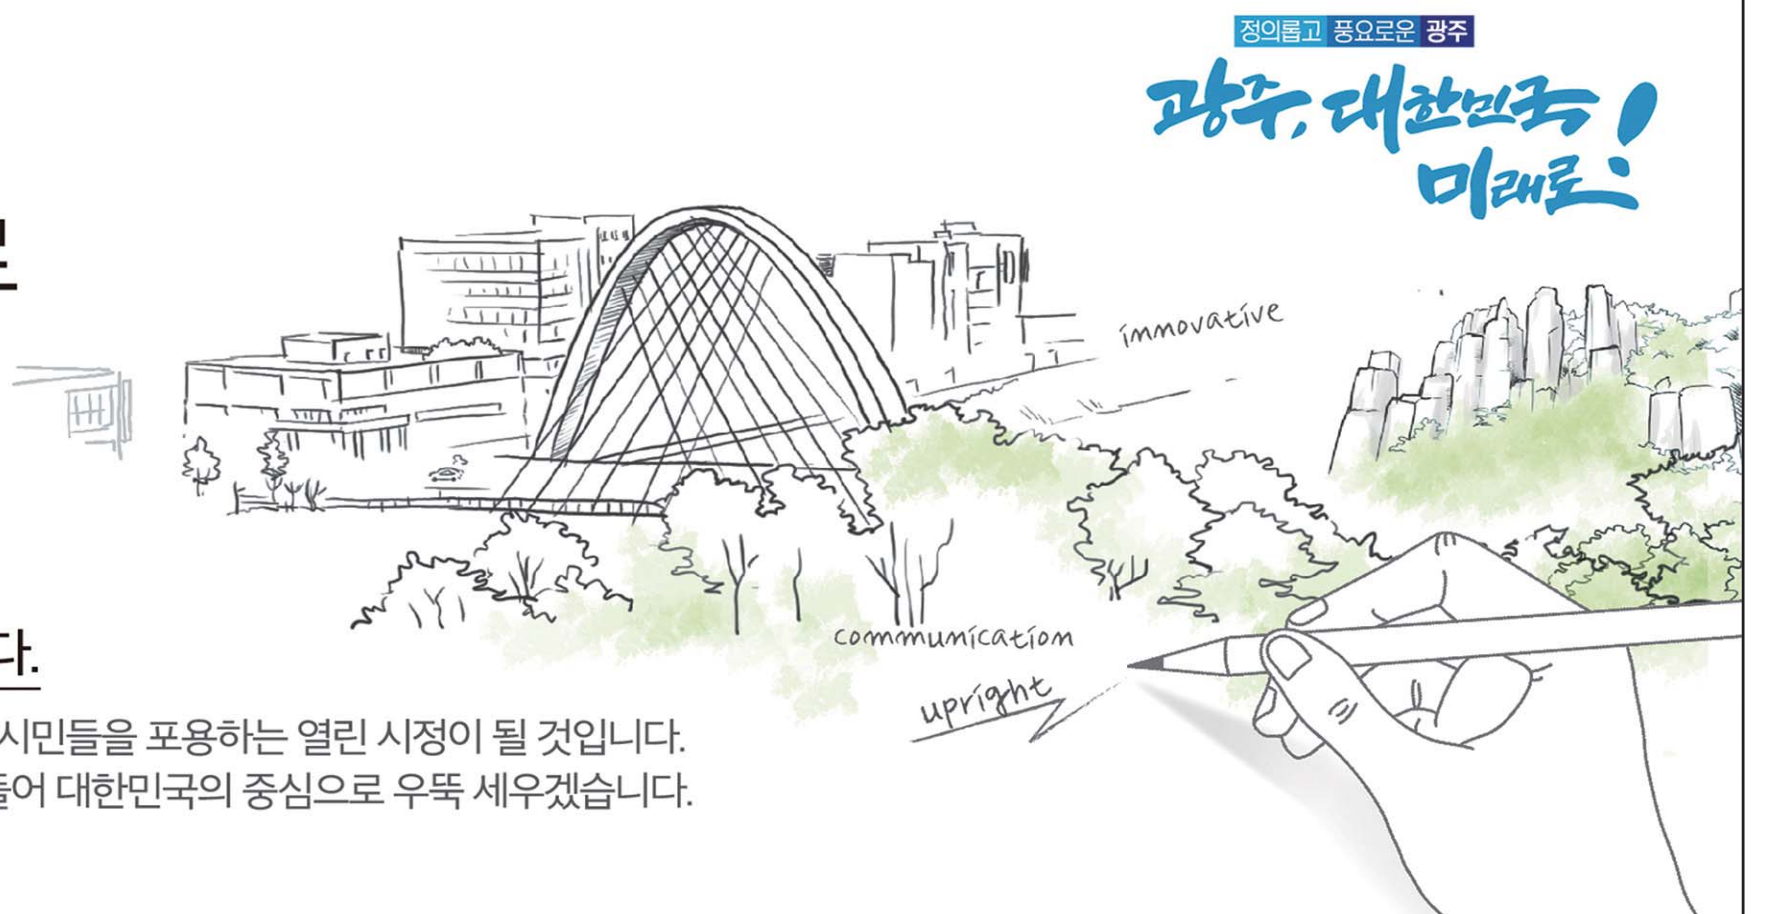 정의롭고 풍요로운 광주
광주, 대한민국
미래로!
innovative
communication
upright
다.
시민들을 포용하는 열린 시정이 될 것입니다.
들어 대한민국의 중심으로 우뚝 세우겠습니다.